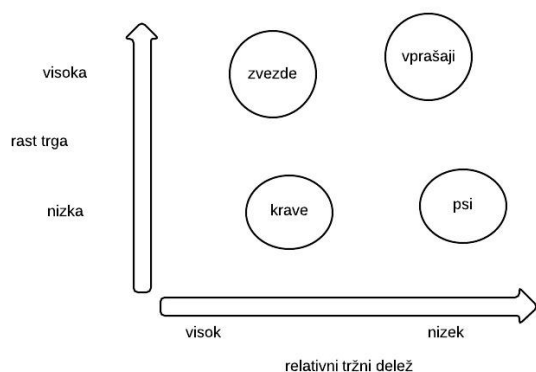 vprašaji
zvezde
visoka
rast trga
krave
psi
nizka
visok
nizek
relativni tržni delež